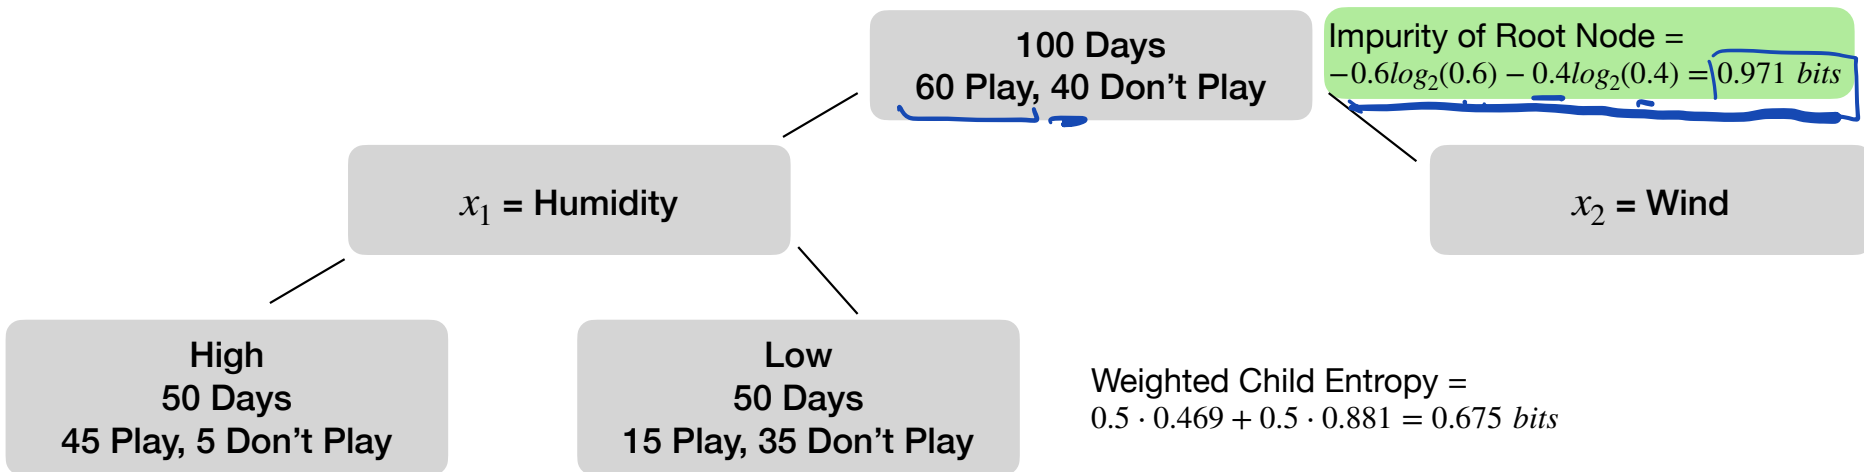 100 Days
60 Play, 40 Don't Play
Impurity of Root Node =
−0.6log₂(0.6) − 0.4log₂(0.4) = 0.971 bits
x₁ = Humidity
x₂ = Wind
High
50 Days
45 Play, 5 Don't Play
Low
50 Days
15 Play, 35 Don't Play
Weighted Child Entropy =
0.5 · 0.469 + 0.5 · 0.881 = 0.675 bits